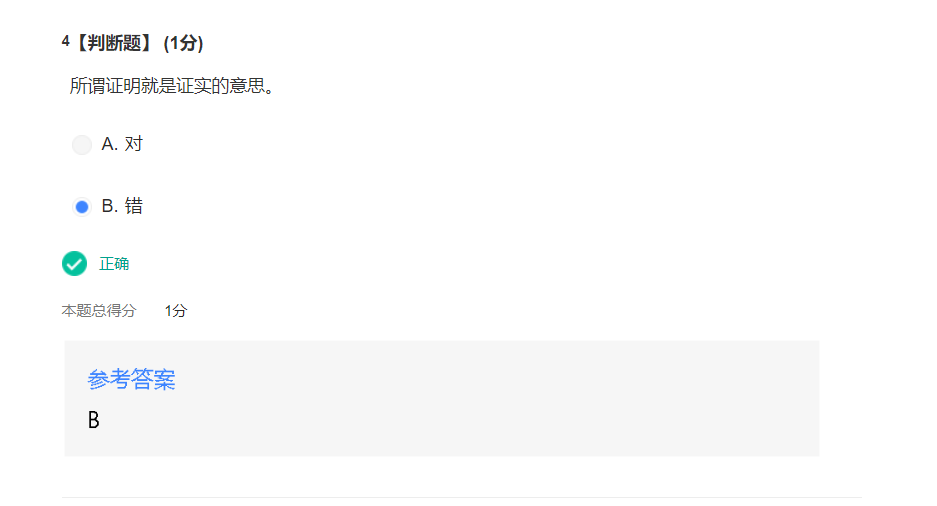 4【判断题】 (1分)
所谓证明就是证实的意思。
A. 对
B. 错
正确
本题总得分 1分
参考答案
B